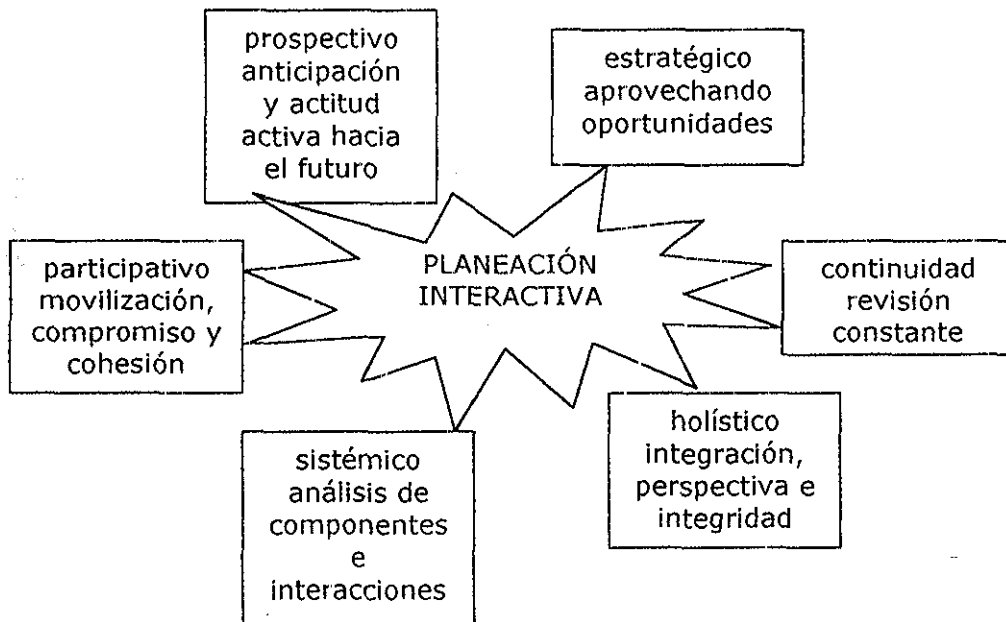 prospectivo
anticipación
y actitud
activa hacia
el futuro
estratégico
aprovechando
oportunidades
PLANEACIÓN
INTERACTIVA
participativo
movilización,
compromiso y
cohesión
continuidad
revisión
constante
sistémico
análisis de
componentes
e
interacciones
holístico
integración,
perspectiva e
integridad